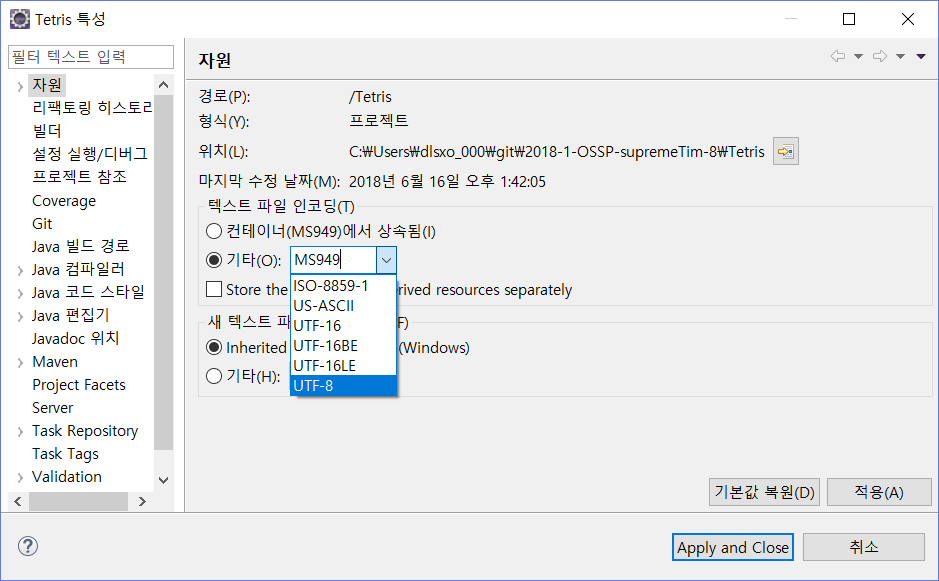 Tetris 특성
필터 텍스트 입력
자원
리팩토링 히스토리
빌더
설정 실행/디버그
프로젝트 참조
Coverage
Git
Java 빌드 경로
Java 컴파일러
Java 코드 스타일
Java 편집기
Javadoc 위치
Maven
Project Facets
Server
Task Repository
Task Tags
Validation
자원
경로(P): /Tetris
형식(Y): 프로젝트
위치(L): C:₩Users₩dlsxo_000₩git₩2018-1-OSSP-supremeTim-8₩Tetris
마지막 수정 날짜(M): 2018년 6월 16일 오후 1:42:05
텍스트 파일 인코딩(T)
컨테이너(MS949)에서 상속됨(I)
기타(O): MS949
ISO-8859-1
US-ASCII
UTF-16
UTF-16BE
UTF-16LE
UTF-8
Store the rived resources separately
새 텍스트 파 F)
Inherited (Windows)
기타(H):
기본값 복원(D) 적용(A)
? Apply and Close 취소